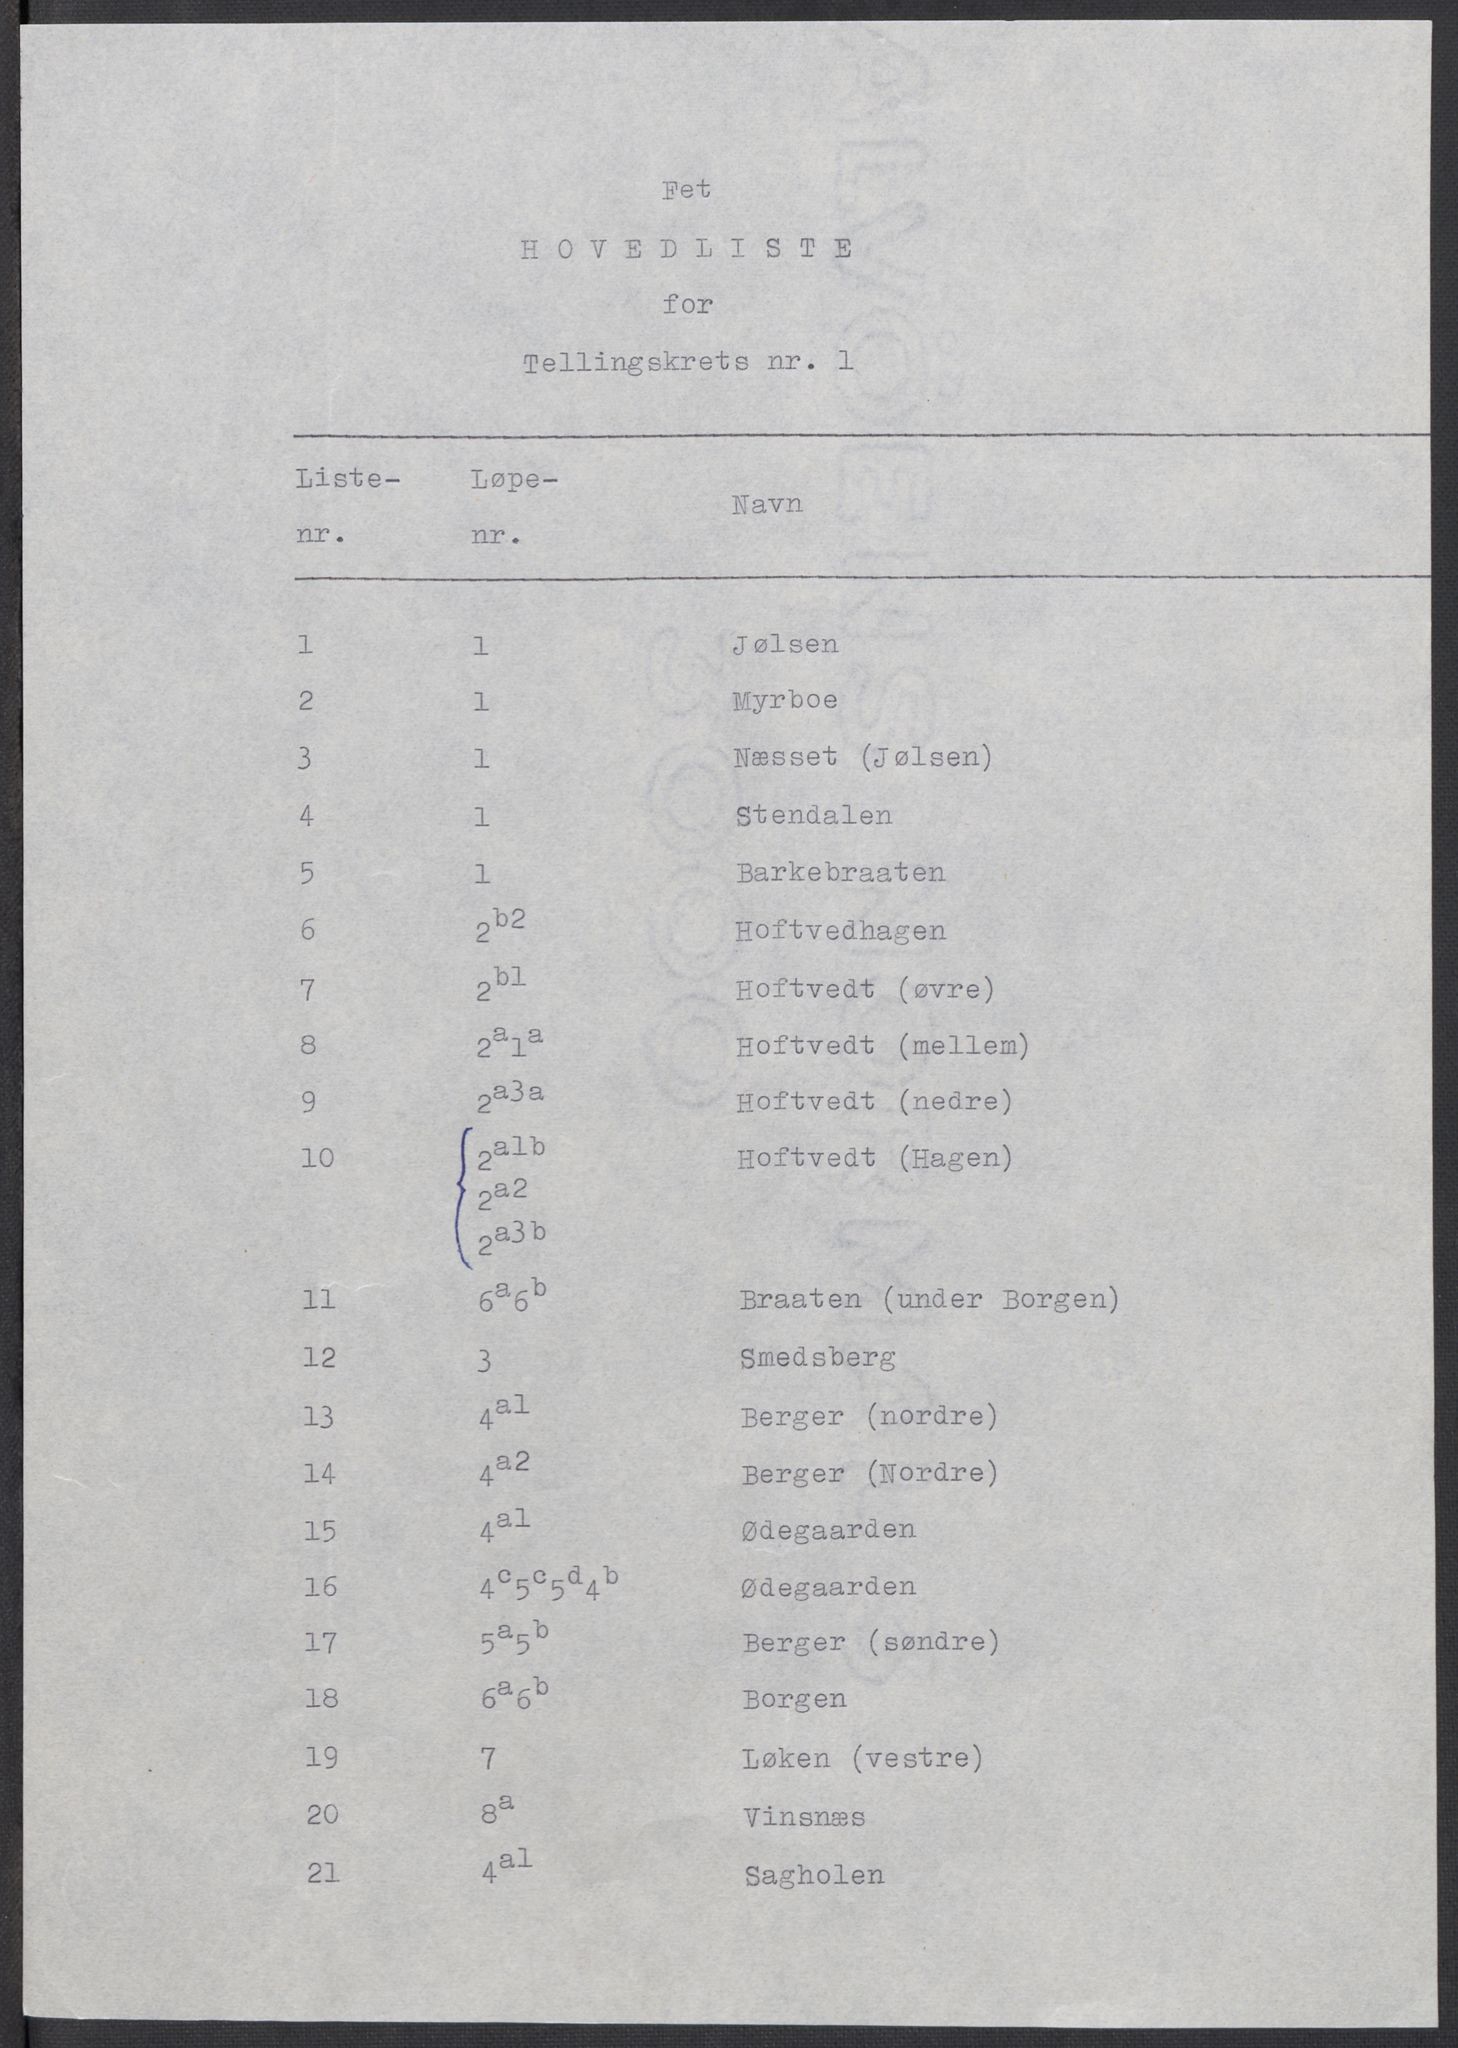 Fet
HOVEDLISTE
for
Tellingskrets nr. 1
Liste- Løpe-
Navn
nr. nr.
1 1 Jølsen
2 1 Myrboe
3 1 Næsset (Jølsen)
4 1 Stendalen
5 1 Barkebraaten
6 2b2 Hoftvedhagen
7 2b1 Hoftvedt (øvre)
8 2a1a Hoftvedt (mellem)
9 2a3a Hoftvedt (nedre)
10 2a1b Hoftvedt (Hagen)
2a2
2a3b
11 6a6b Braaten (under Borgen)
12 3 Smedsberg
13 4a1 Berger (nordre)
14 4a2 Berger (Nordre)
15 4a1 Ødegaarden
16 4c5c5d4b Ødegaarden
17 5a5b Berger (søndre)
18 6a6b Borgen
19 7 Løken (vestre)
20 8a Vinsnæs
21 4a1 Sagholen